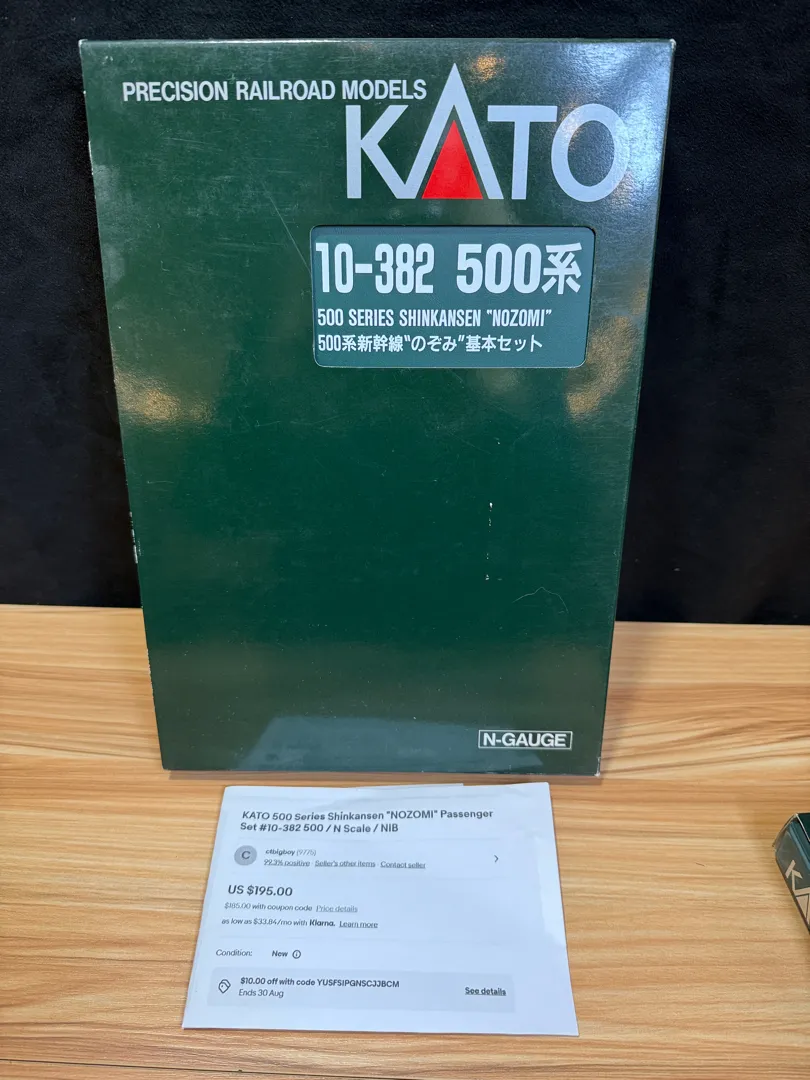 PRECISION RAILROAD MODELS
KATO
10-382 500系
500 SERIES SHINKANSEN "NOZOMI"
500系新幹線"のぞみ"基本セット
N-GAUGE
KATO 500 Series Shinkansen "NOZOMI" Passenger
Set #10-382 500 / N Scale / NIB
C
ctbigboy (9775)
99.3% positive · Seller's other items · Contact seller
US $195.00
$185.00 with coupon code Price details
as low as $33.84/mo with Klarna. Learn more
Condition: New
$10.00 off with code YUSFSIPGNSCJJBCM
Ends 30 Aug
See details